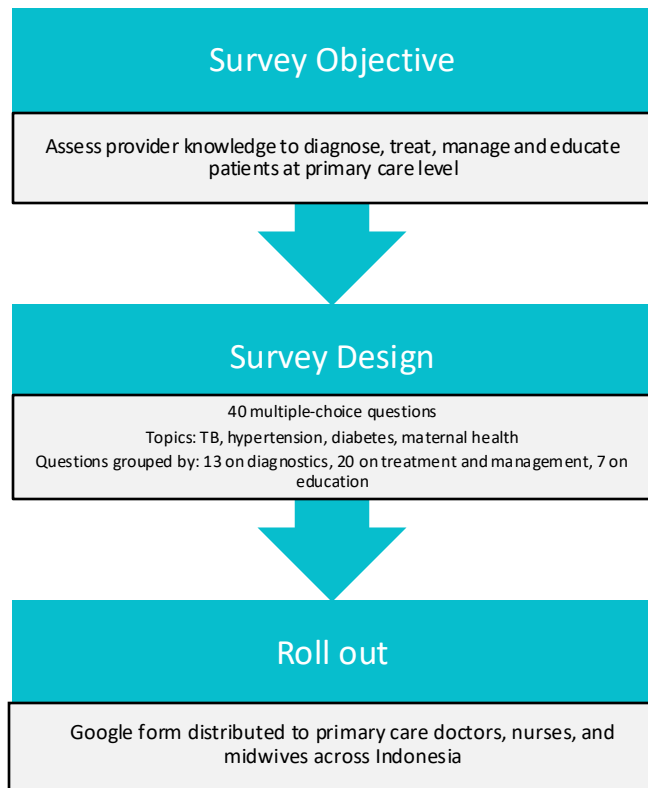 Survey Objective
Assess provider knowledge to diagnose, treat, manage and educate
patients at primary care level
Survey Design
40 multiple-choice questions
Topics: TB, hypertension, diabetes, maternal health
Questions grouped by: 13 on diagnostics, 20 on treatment and management, 7 on
education
Roll out
Google form distributed to primary care doctors, nurses, and
midwives across Indonesia